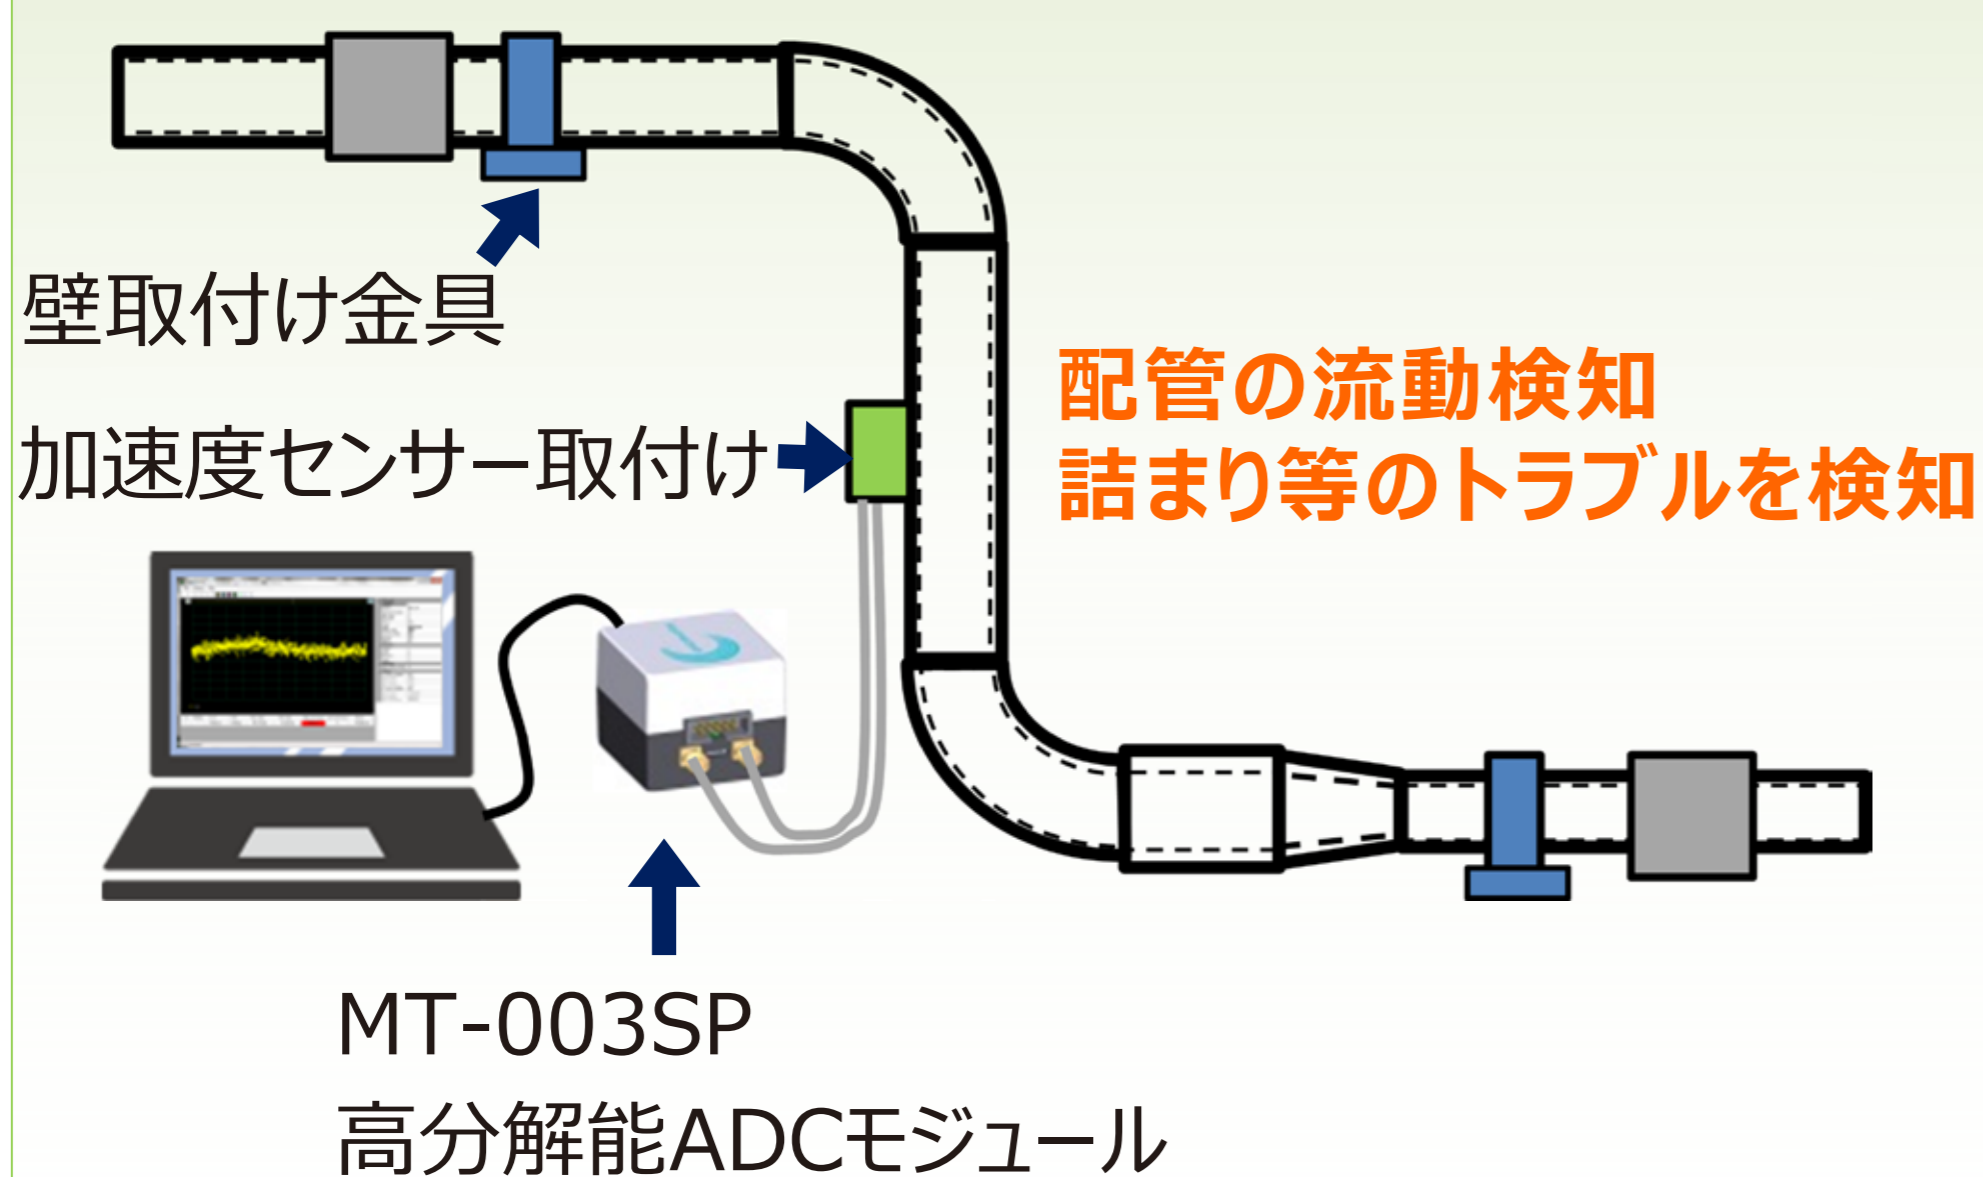 壁取付け金具
加速度センサー取付け
配管の流動検知
詰まり等のトラブルを検知
MT-003SP
高分解能ADCモジュール